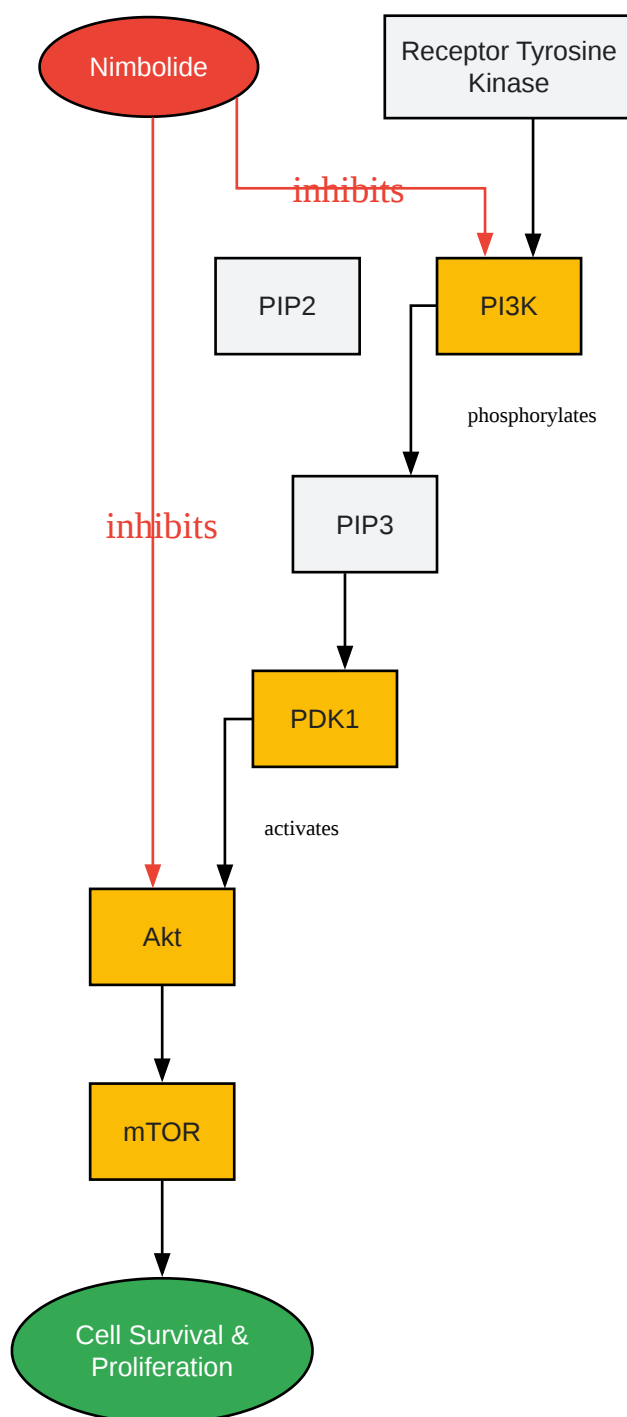 Nimbolide
Receptor Tyrosine
Kinase
inhibits
PIP2
PI3K
phosphorylates
inhibits
PIP3
PDK1
activates
Akt
mTOR
Cell Survival &
Proliferation